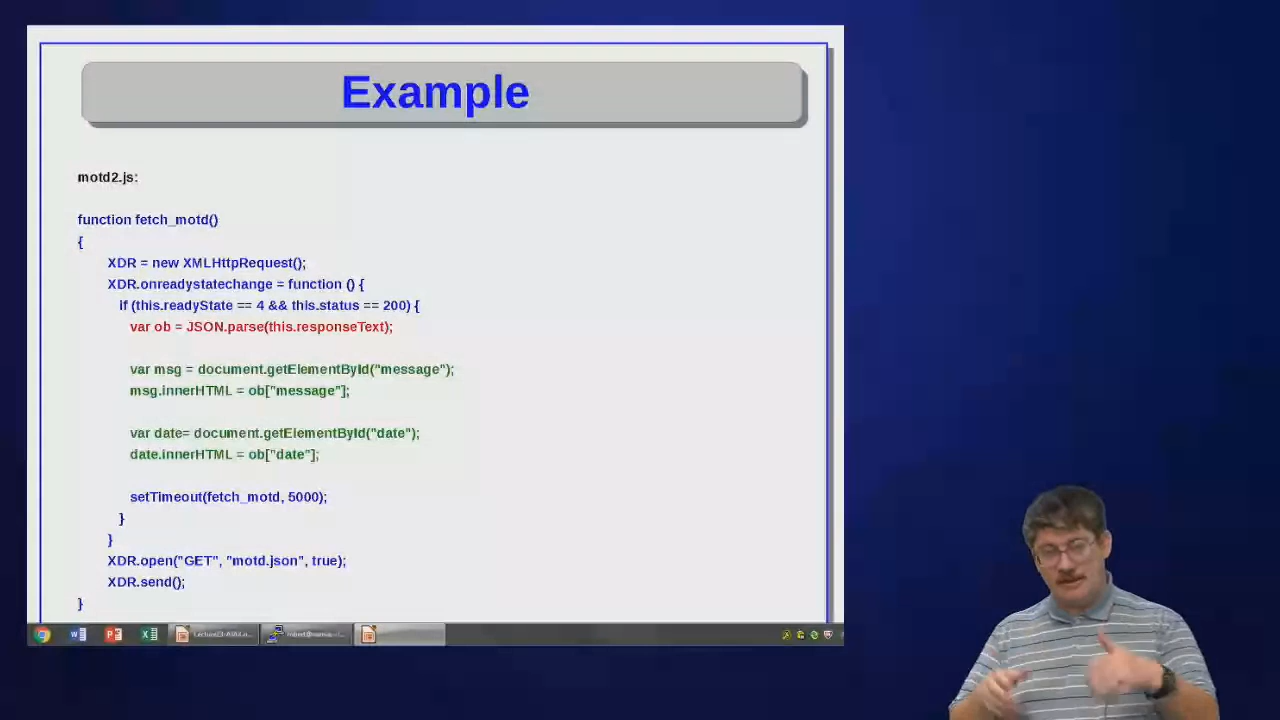 Example
motd2.js:
function fetch_motd()
{
XDR = new XMLHttpRequest();
XDR.onreadystatechange = function () {
if (this.readyState == 4 && this.status == 200) {
var ob = JSON.parse(this.responseText);
var msg = document.getElementById("message");
msg.innerHTML = ob["message"];
var date= document.getElementById("date");
date.innerHTML = ob["date"];
setTimeout(fetch_motd, 5000);
}
}
XDR.open("GET", "motd.json", true);
XDR.send();
}